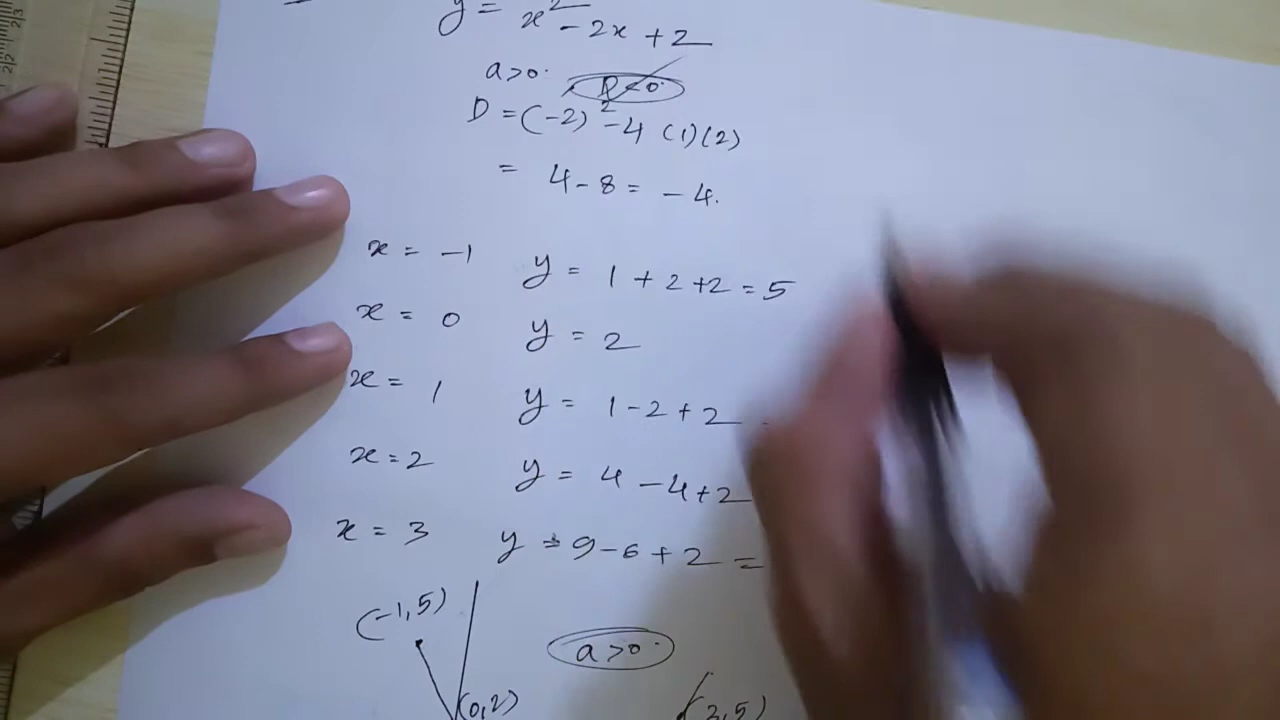 y = x² - 2x + 2
a>0. D<0.
D = (-2)² - 4 (1)(2)
= 4 - 8 = - 4.
x = -1 y = 1 + 2 + 2 = 5
x = 0 y = 2
x = 1 y = 1 - 2 + 2
x = 2 y = 4 - 4 + 2
x = 3 y = 9 - 6 + 2 =
(-1,5)
a>0.
(0,2) (3,5)